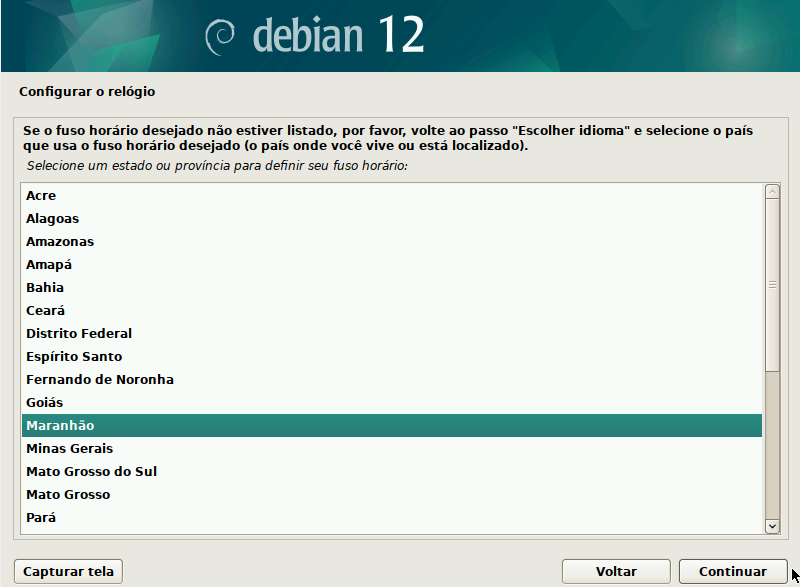 debian 12
Configurar o relógio
Se o fuso horário desejado não estiver listado, por favor, volte ao passo "Escolher idioma" e selecione o país
que usa o fuso horário desejado (o país onde você vive ou está localizado).
Selecione um estado ou província para definir seu fuso horário:
Acre
Alagoas
Amazonas
Amapá
Bahia
Ceará
Distrito Federal
Espírito Santo
Fernando de Noronha
Goiás
Maranhão
Minas Gerais
Mato Grosso do Sul
Mato Grosso
Pará
Capturar tela
Voltar
Continuar